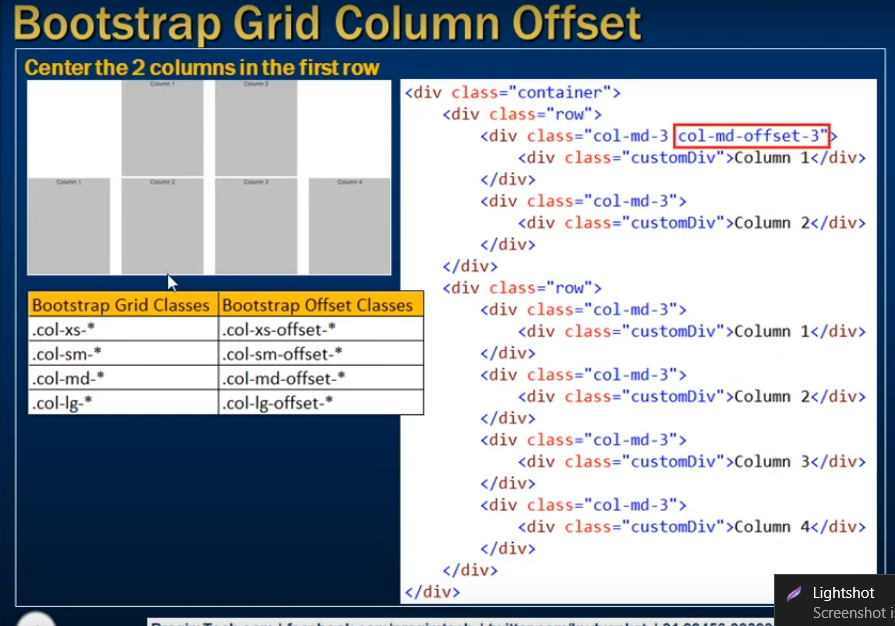 Bootstrap Grid Column Offset
Center the 2 columns in the first row
Column 1
Column 2
Column 1
Column 2
Column 3
Column 4
Bootstrap Grid Classes
Bootstrap Offset Classes
.col-xs-*
.col-xs-offset-*
.col-sm-*
.col-sm-offset-*
.col-md-*
.col-md-offset-*
.col-lg-*
.col-lg-offset-*
<div class="container">
<div class="row">
<div class="col-md-3 col-md-offset-3">
<div class="customDiv">Column 1</div>
</div>
<div class="col-md-3">
<div class="customDiv">Column 2</div>
</div>
</div>
<div class="row">
<div class="col-md-3">
<div class="customDiv">Column 1</div>
</div>
<div class="col-md-3">
<div class="customDiv">Column 2</div>
</div>
<div class="col-md-3">
<div class="customDiv">Column 3</div>
</div>
<div class="col-md-3">
<div class="customDiv">Column 4</div>
</div>
</div>
</div>
Lightshot
Screenshot